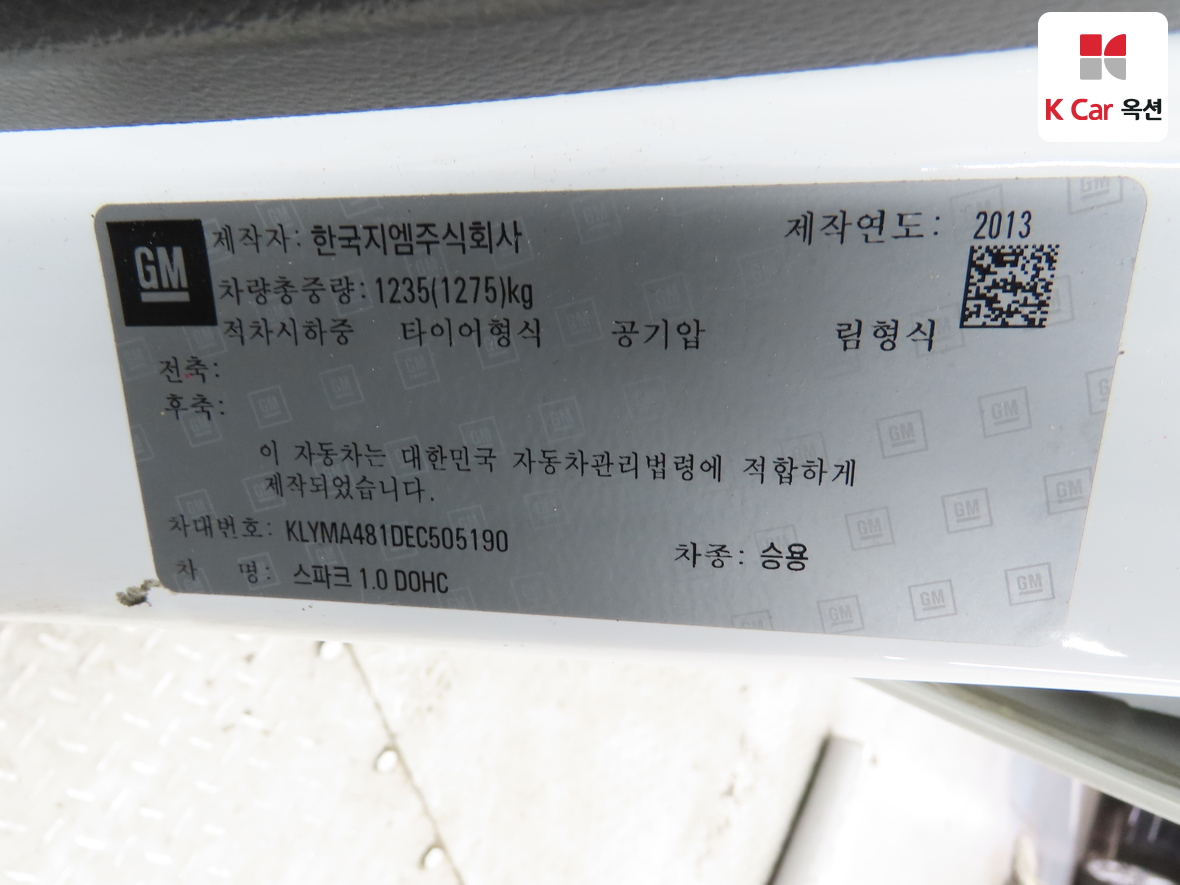 K Car 옥션
GM 제작자: 한국지엠주식회사 제작연도: 2013
차량총중량: 1235(1275)kg
적차시하중 타이어형식 공기압 림형식
전축:
후축:
이 자동차는 대한민국 자동차관리법령에 적합하게
제작되었습니다.
차대번호: KLYMA481DEC505190
차종: 승용
차 명: 스파크 1.0 DOHC